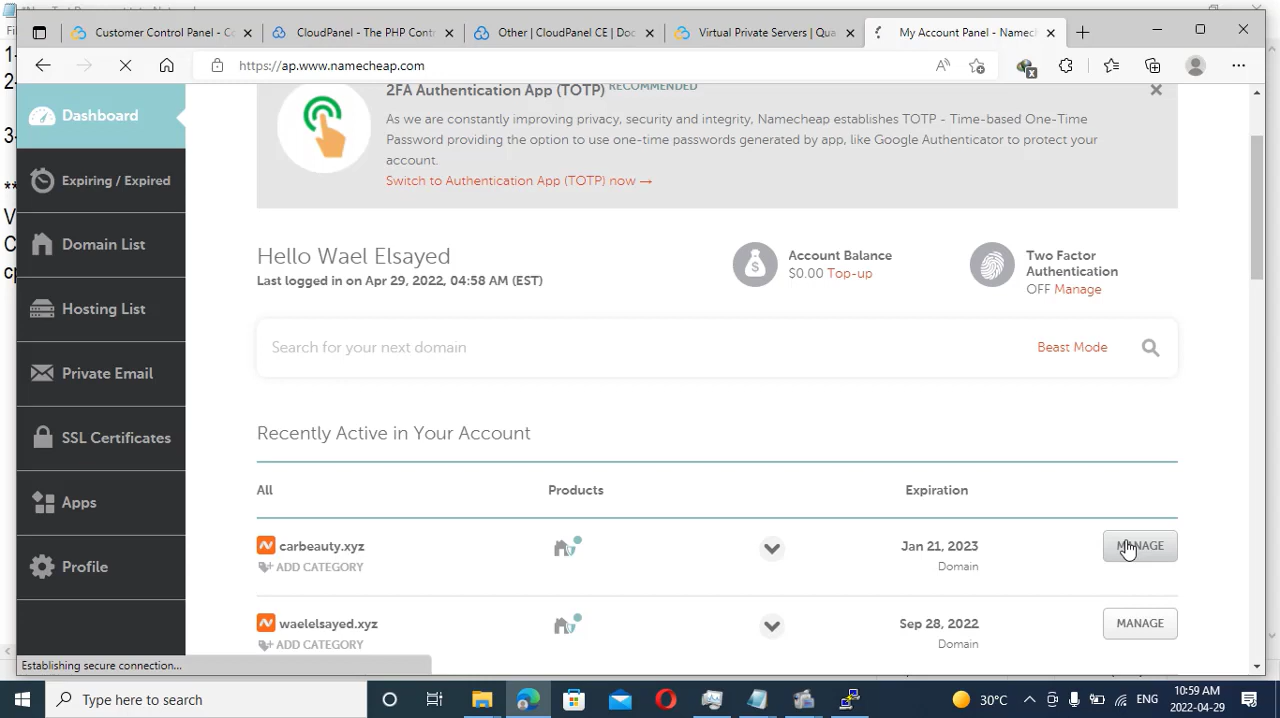 Customer Control Panel - Co
CloudPanel - The PHP Contr
Other | CloudPanel CE | Doc
Virtual Private Servers | Qua
My Account Panel - Namech
https://ap.www.namecheap.com
Dashboard
Expiring / Expired
Domain List
Hosting List
Private Email
SSL Certificates
Apps
Profile
2FA Authentication App (TOTP) RECOMMENDED
As we are constantly improving privacy, security and integrity, Namecheap establishes TOTP - Time-based One-Time
Password providing the option to use one-time passwords generated by app, like Google Authenticator to protect your
account.
Switch to Authentication App (TOTP) now →
Hello Wael Elsayed
Last logged in on Apr 29, 2022, 04:58 AM (EST)
Account Balance
$0.00 Top-up
Two Factor
Authentication
OFF Manage
Search for your next domain
Beast Mode
Recently Active in Your Account
All
Products
Expiration
carbeauty.xyz
ADD CATEGORY
Jan 21, 2023
Domain
MANAGE
waelelsayed.xyz
ADD CATEGORY
Sep 28, 2022
Domain
MANAGE
Establishing secure connection...
Type here to search
30°C
ENG
10:59 AM
2022-04-29